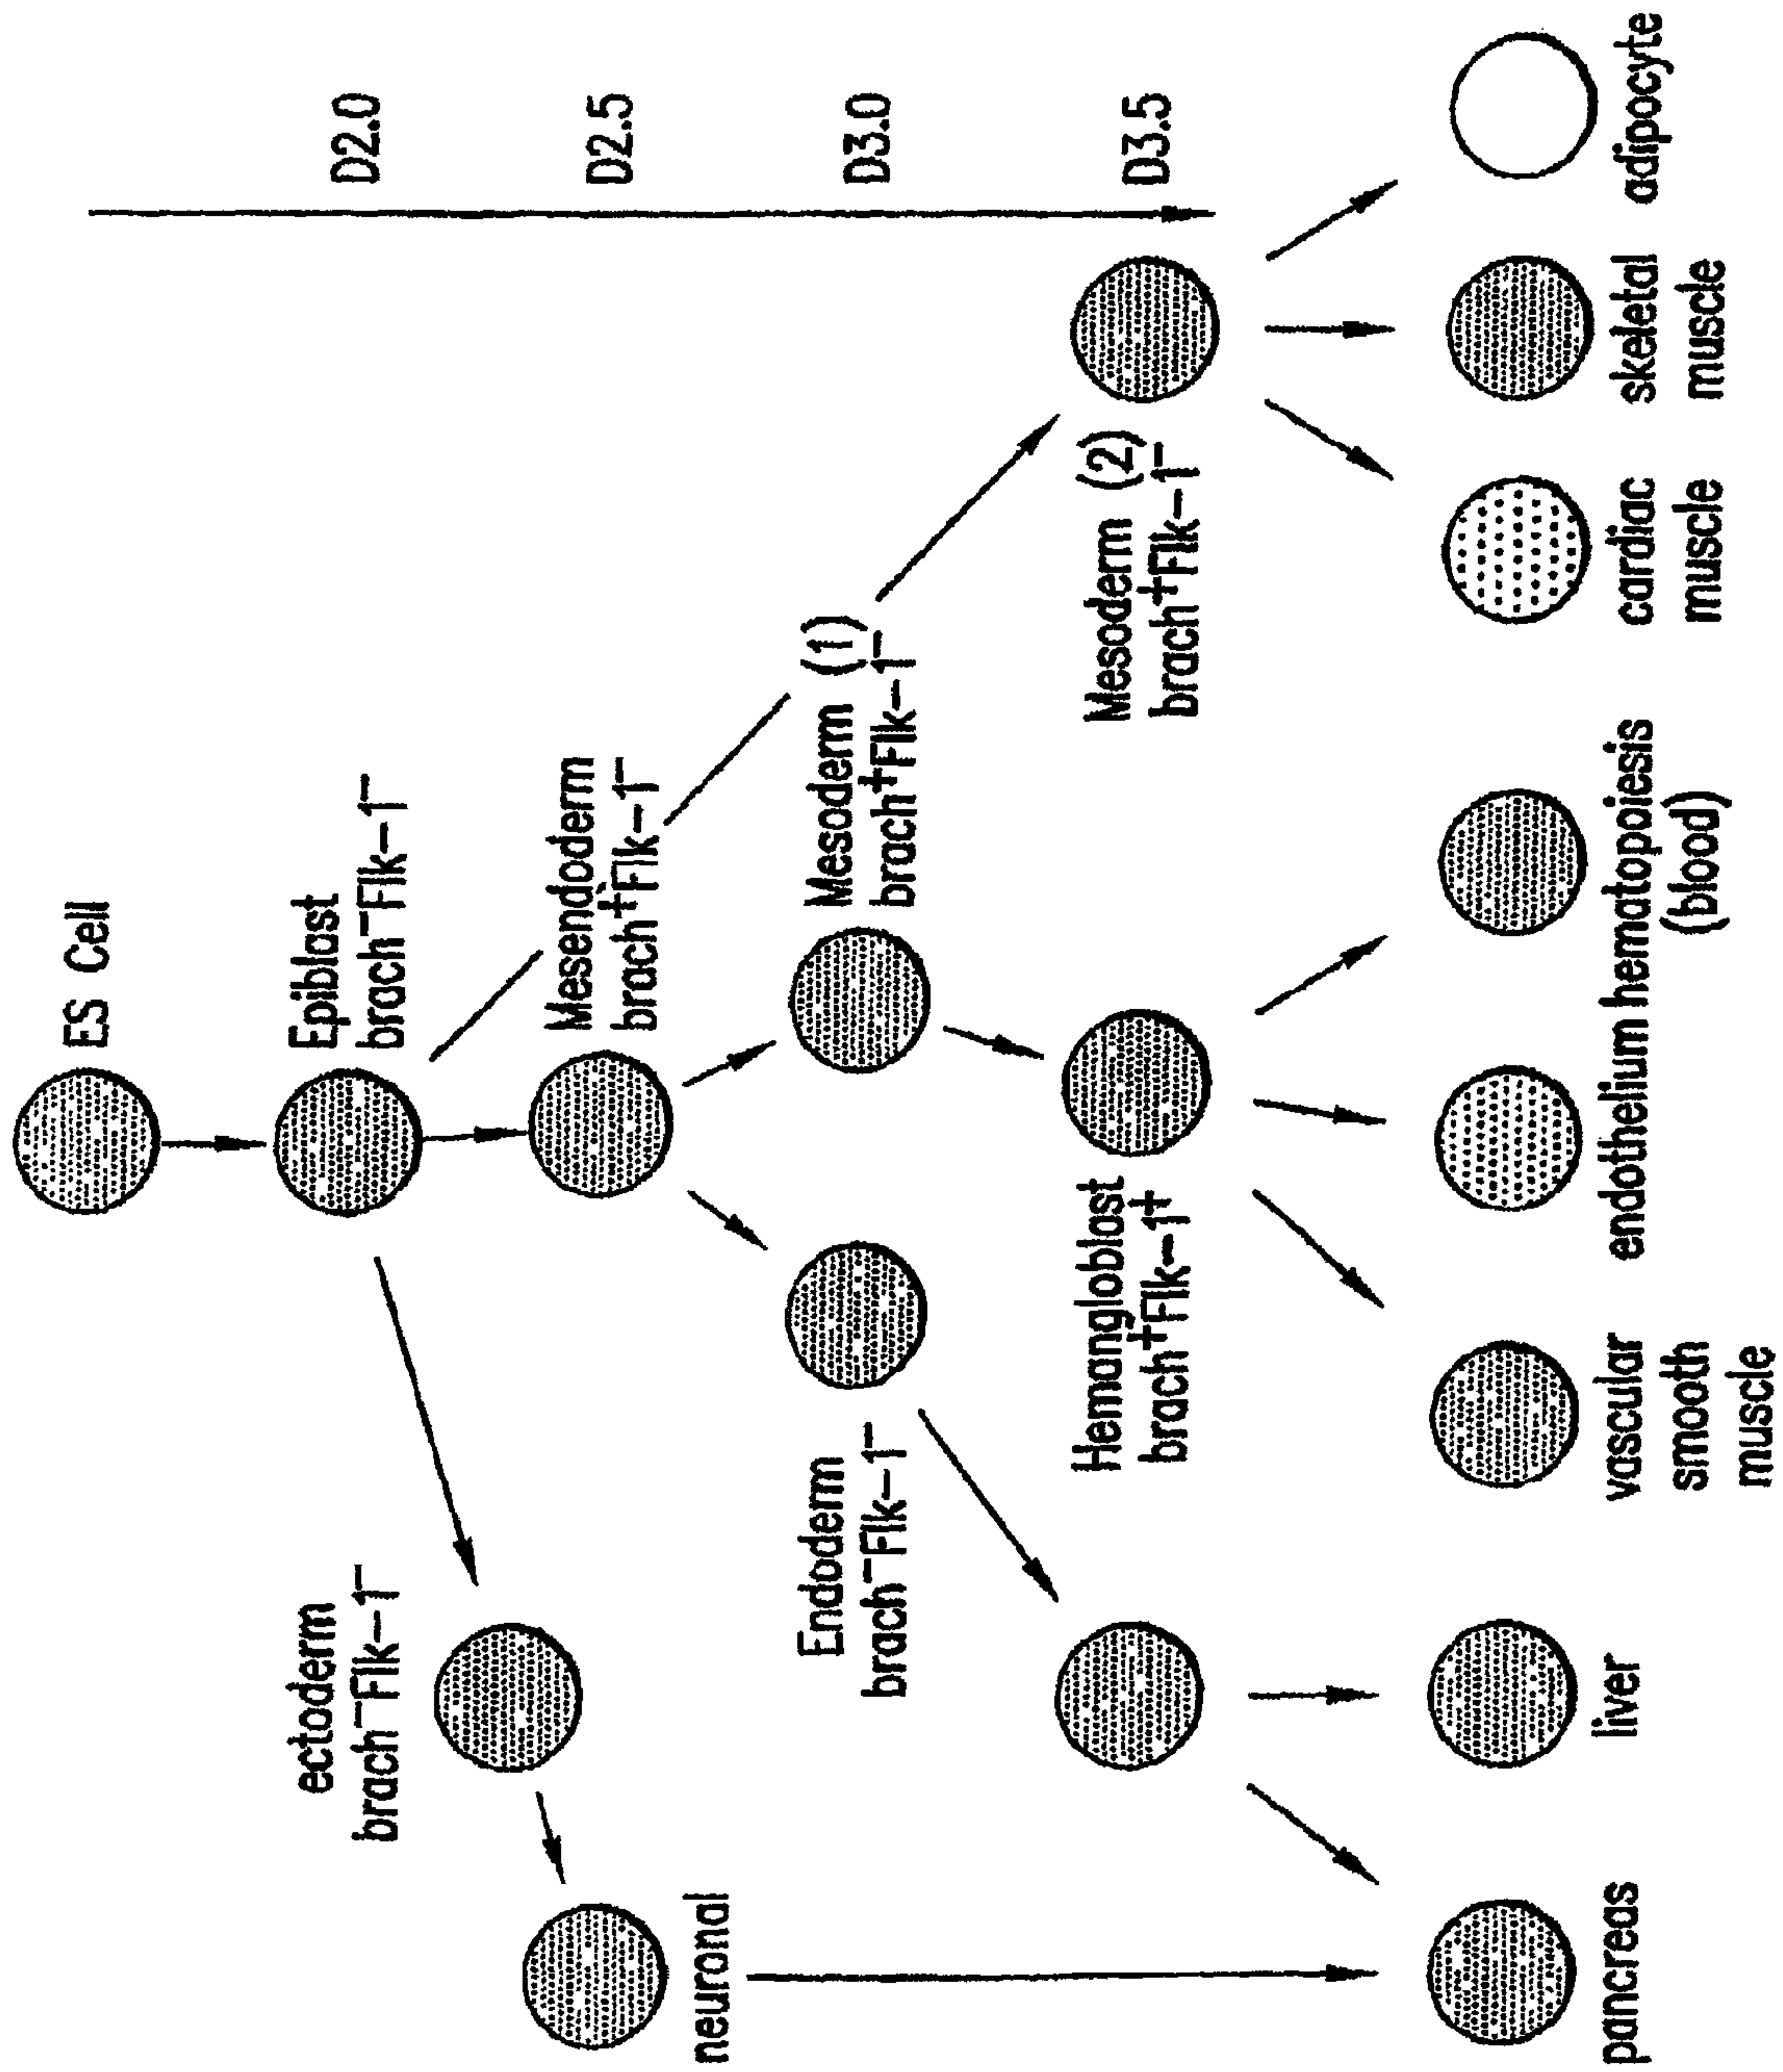 ES Cell
ectoderm
brach⁻Flk-1⁻
Epiblast
brach⁻Flk-1⁻
D2.0
neuronal
Mesendoderm
brach⁺Flk-1⁻
D2.5
Endoderm
brach⁻Flk-1⁻
Mesoderm (1)
brach⁺Flk-1⁻
D3.0
Hemangloblast
brach⁺Flk-1⁺
Mesoderm (2)
brach⁺Flk-1⁻
D3.5
pancreas
liver
vascular
smooth
muscle
endothelium
hematopoiesis
(blood)
cardiac
muscle
skeletal
muscle
adipocyte